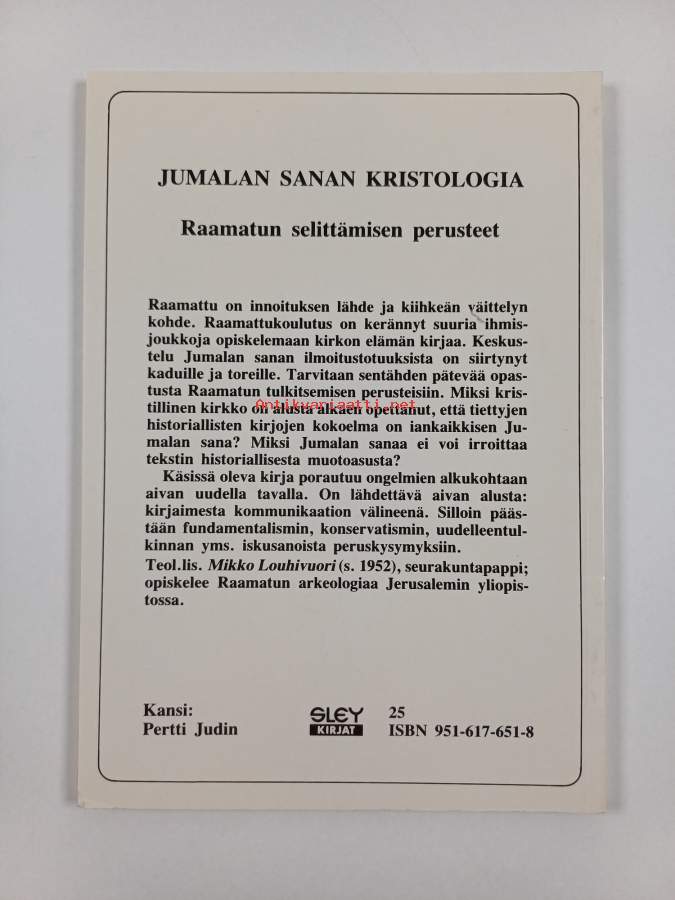 JUMALAN SANAN KRISTOLOGIA
Raamatun selittämisen perusteet
Raamattu on innoituksen lähde ja kiihkeän väittelyn
kohde. Raamattukoulutus on kerännyt suuria ihmis-
joukkoja opiskelemaan kirkon elämän kirjaa. Keskus-
telu Jumalan sanan ilmoitustotuuksista on siirtynyt
kaduille ja toreille. Tarvitaan sentähden pätevää opas-
tusta Raamatun tulkitsemisen perusteisiin. Miksi kris-
tillinen kirkko on alusta alkaen opettanut, että tiettyjen
Antikvariaatti.net
historiallisten kirjojen kokoelma on iankaikkisen Ju-
malan sana? Miksi Jumalan sanaa ei voi irroittaa
tekstin historiallisesta muotoasusta?
Käsissä oleva kirja porautuu ongelmien alkukohtaan
aivan uudella tavalla. On lähdettävä aivan alusta:
kirjaimesta kommunikaation välineenä. Silloin pääs-
tään fundamentalismin, konservatismin, uudelleentul-
kinnan yms. iskusanoista peruskysymyksiin.
Teol.lis. Mikko Louhivuori (s. 1952), seurakuntapappi;
opiskelee Raamatun arkeologiaa Jerusalemin yliopis-
tossa.
Kansi:
Pertti Judin
SLEY
KIRJAT
25
ISBN 951-617-651-8